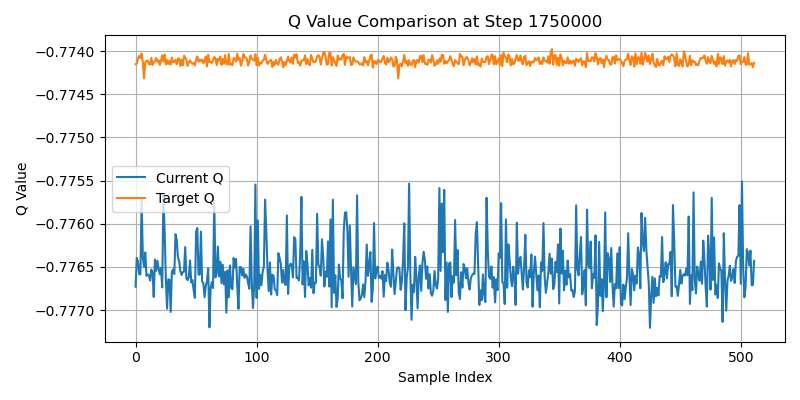 Q Value Comparison at Step 1750000
Q Value
−0.7740
−0.7745
−0.7750
−0.7755
−0.7760
−0.7765
−0.7770
Current Q
Target Q
0
100
200
300
400
500
Sample Index